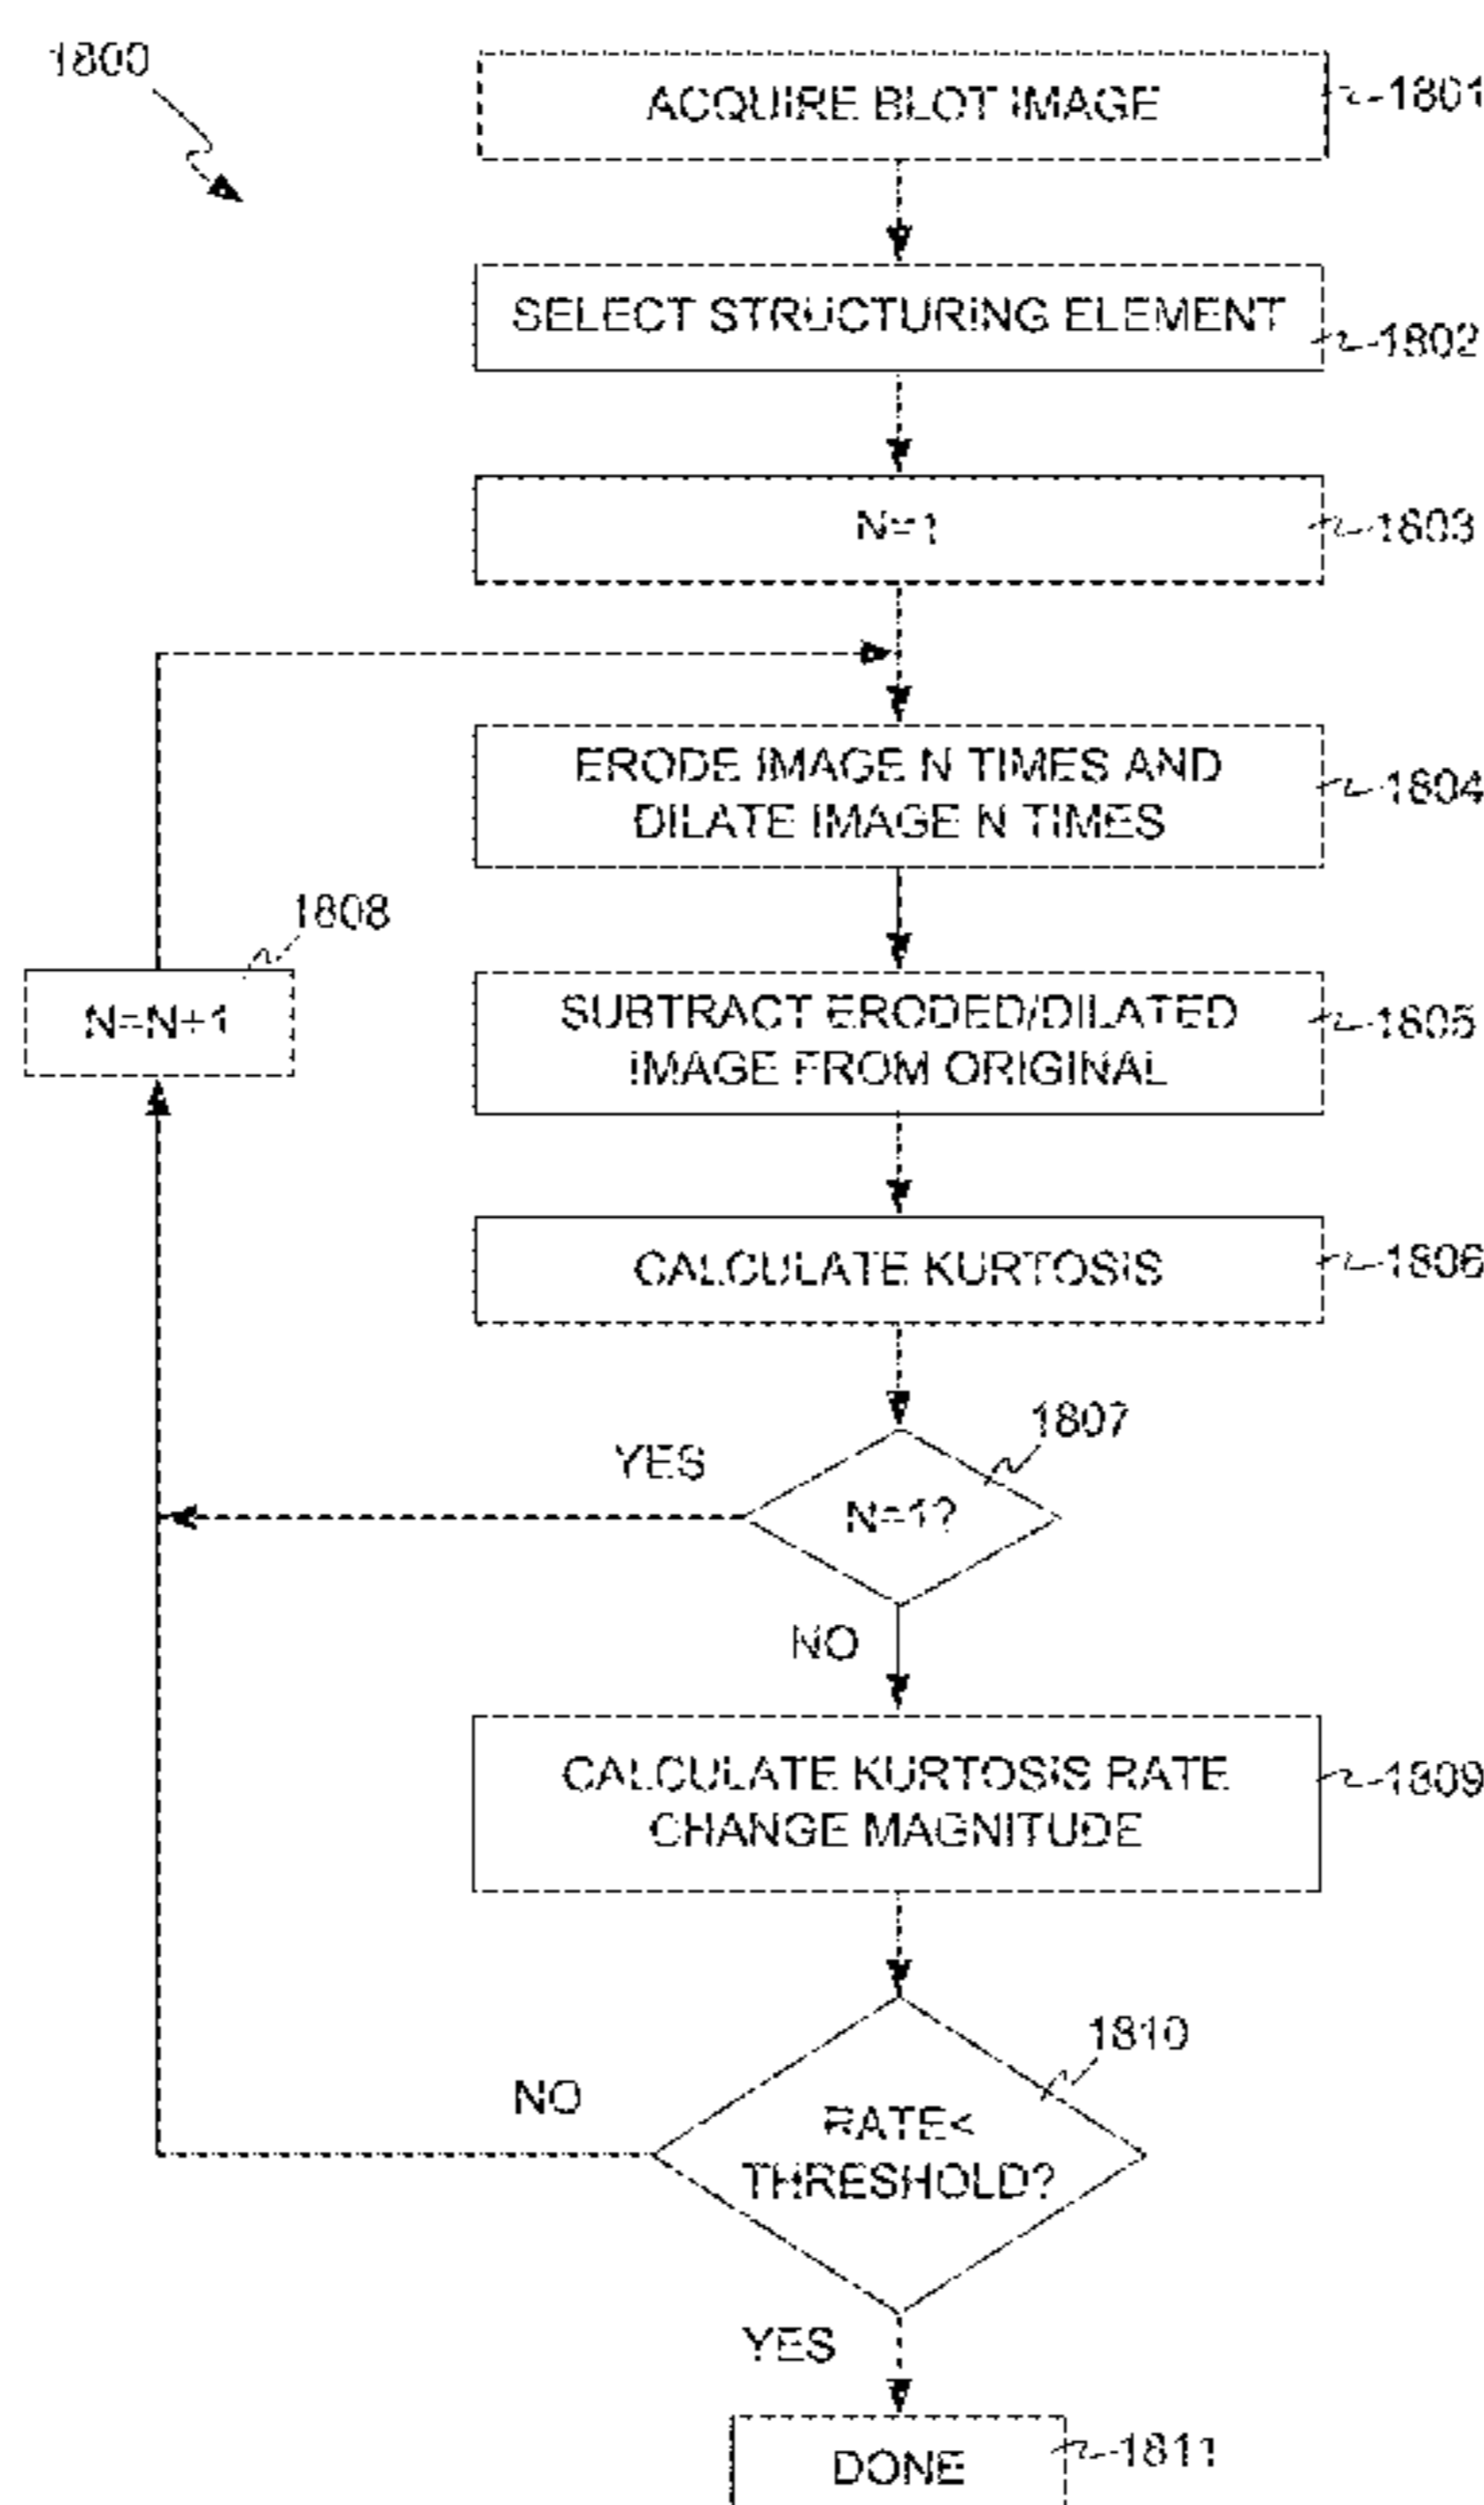 1800
ACQUIRE BLOT IMAGE
1801
SELECT STRUCTURING ELEMENT
1802
N=1
1803
ERODE IMAGE N TIMES AND
DILATE IMAGE N TIMES
1804
1808
N=N+1
SUBTRACT ERODED/DILATED
IMAGE FROM ORIGINAL
1805
CALCULATE KURTOSIS
1806
1807
YES
N=1?
NO
CALCULATE KURTOSIS RATE
CHANGE MAGNITUDE
1809
1810
NO
RATE<
THRESHOLD?
YES
DONE
1811